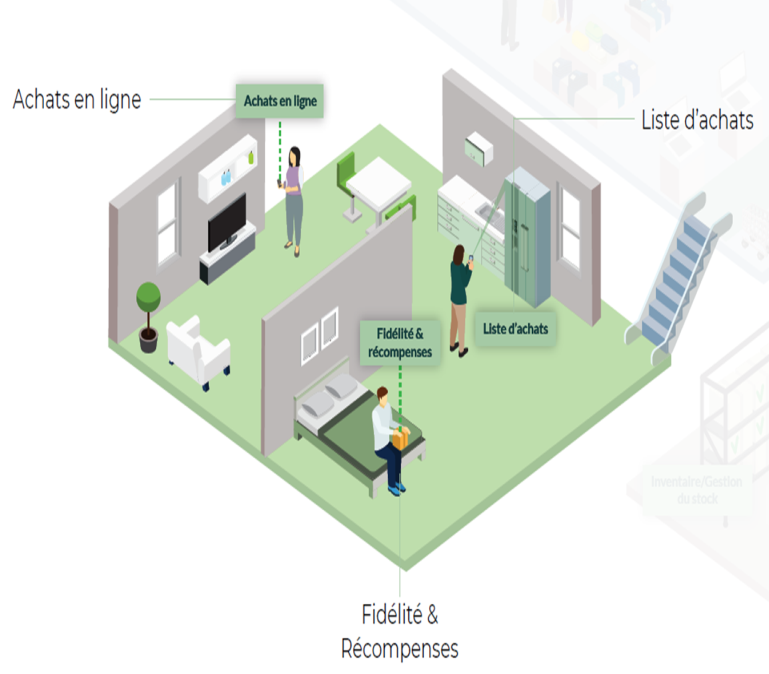 Achats en ligne
Achats en ligne
Liste d'achats
Fidélité &
récompenses
Liste d'achats
Inventaire/Gestion
du stock
Fidélité &
Récompenses